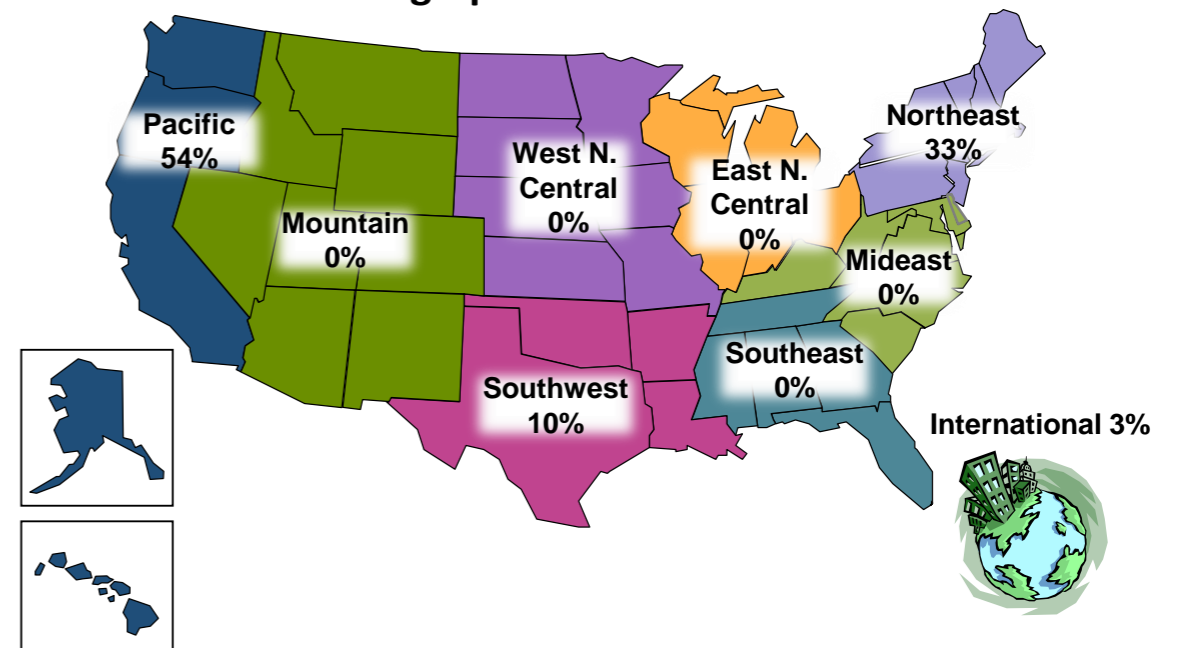 Pacific
54%
Mountain
0%
West N.
Central
0%
East N.
Central
0%
Northeast
33%
Mideast
0%
Southeast
0%
Southwest
10%
International 3%